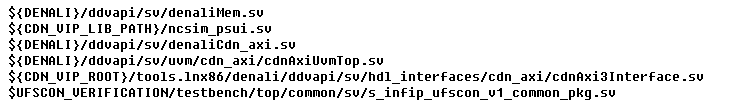 ${DENALI}/ddvapi/sv/denaliMem.sv
${CDN_VIP_LIB_PATH}/ncsim_psui.sv
${DENALI}/ddvapi/sv/denaliCdn_axi.sv
${DENALI}/ddvapi/sv/uvm/cdn_axi/cdnAxiUvmTop.sv
${CDN_VIP_ROOT}/tools.lnx86/denali/ddvapi/sv/hdl_interfaces/cdn_axi/cdnAxi3Interface.sv
$UFSCON_VERIFICATION/testbench/top/common/sv/s_infip_ufscon_v1_common_pkg.sv